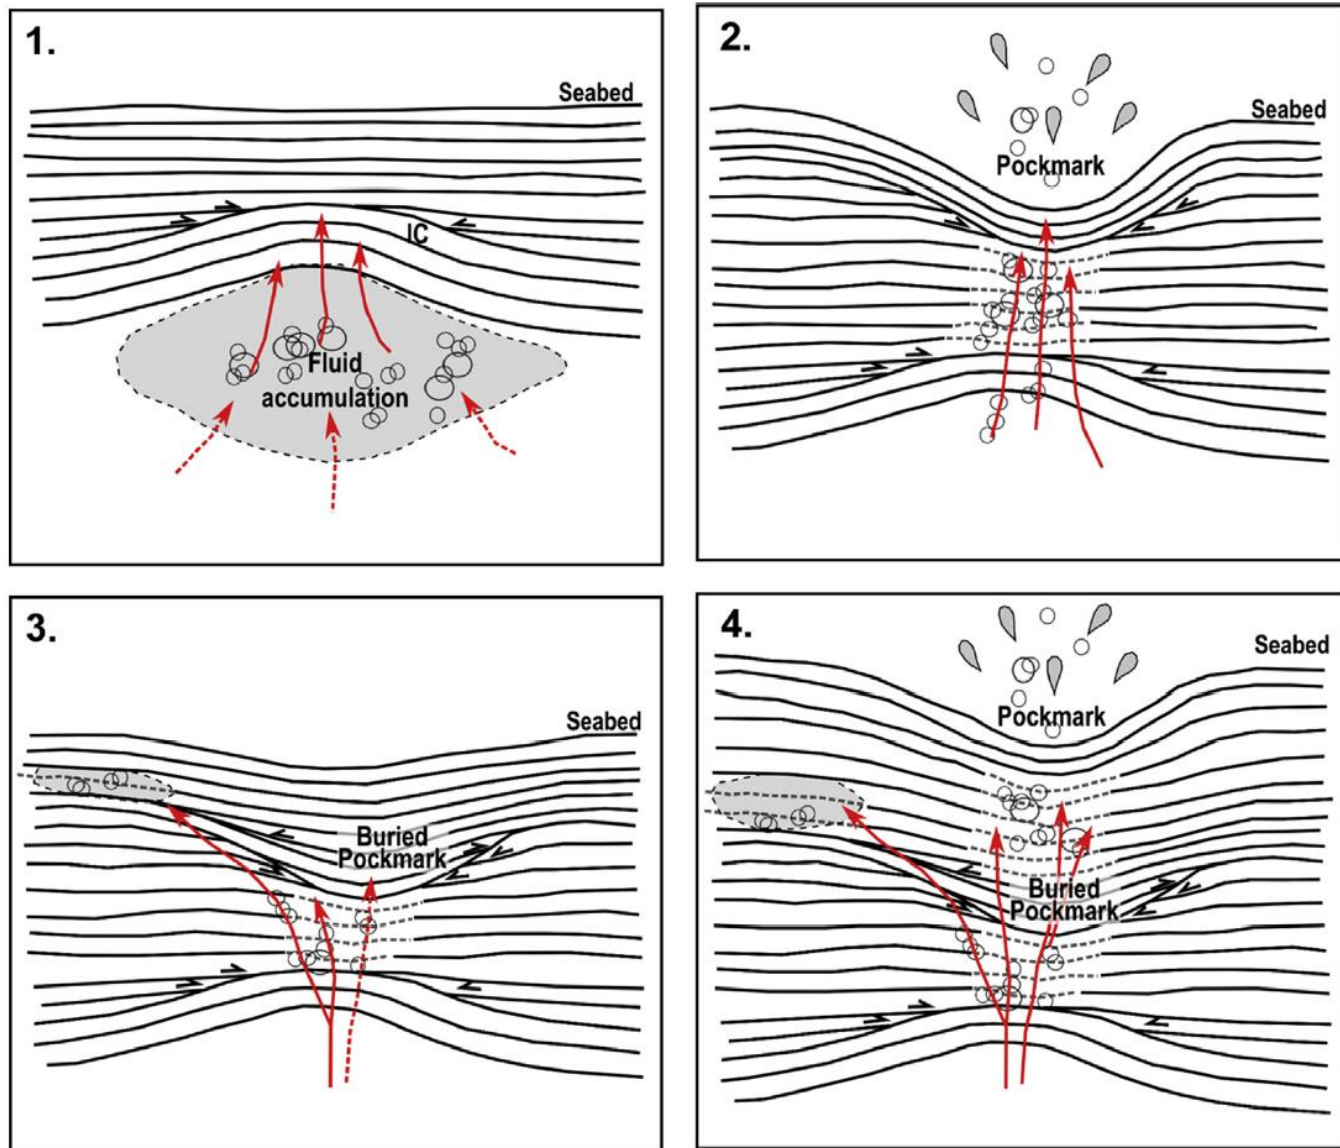 1.
Seabed
IC
Fluid
accumulation
2.
Seabed
Pockmark
3.
Seabed
Buried
Pockmark
4.
Seabed
Pockmark
Buried
Pockmark